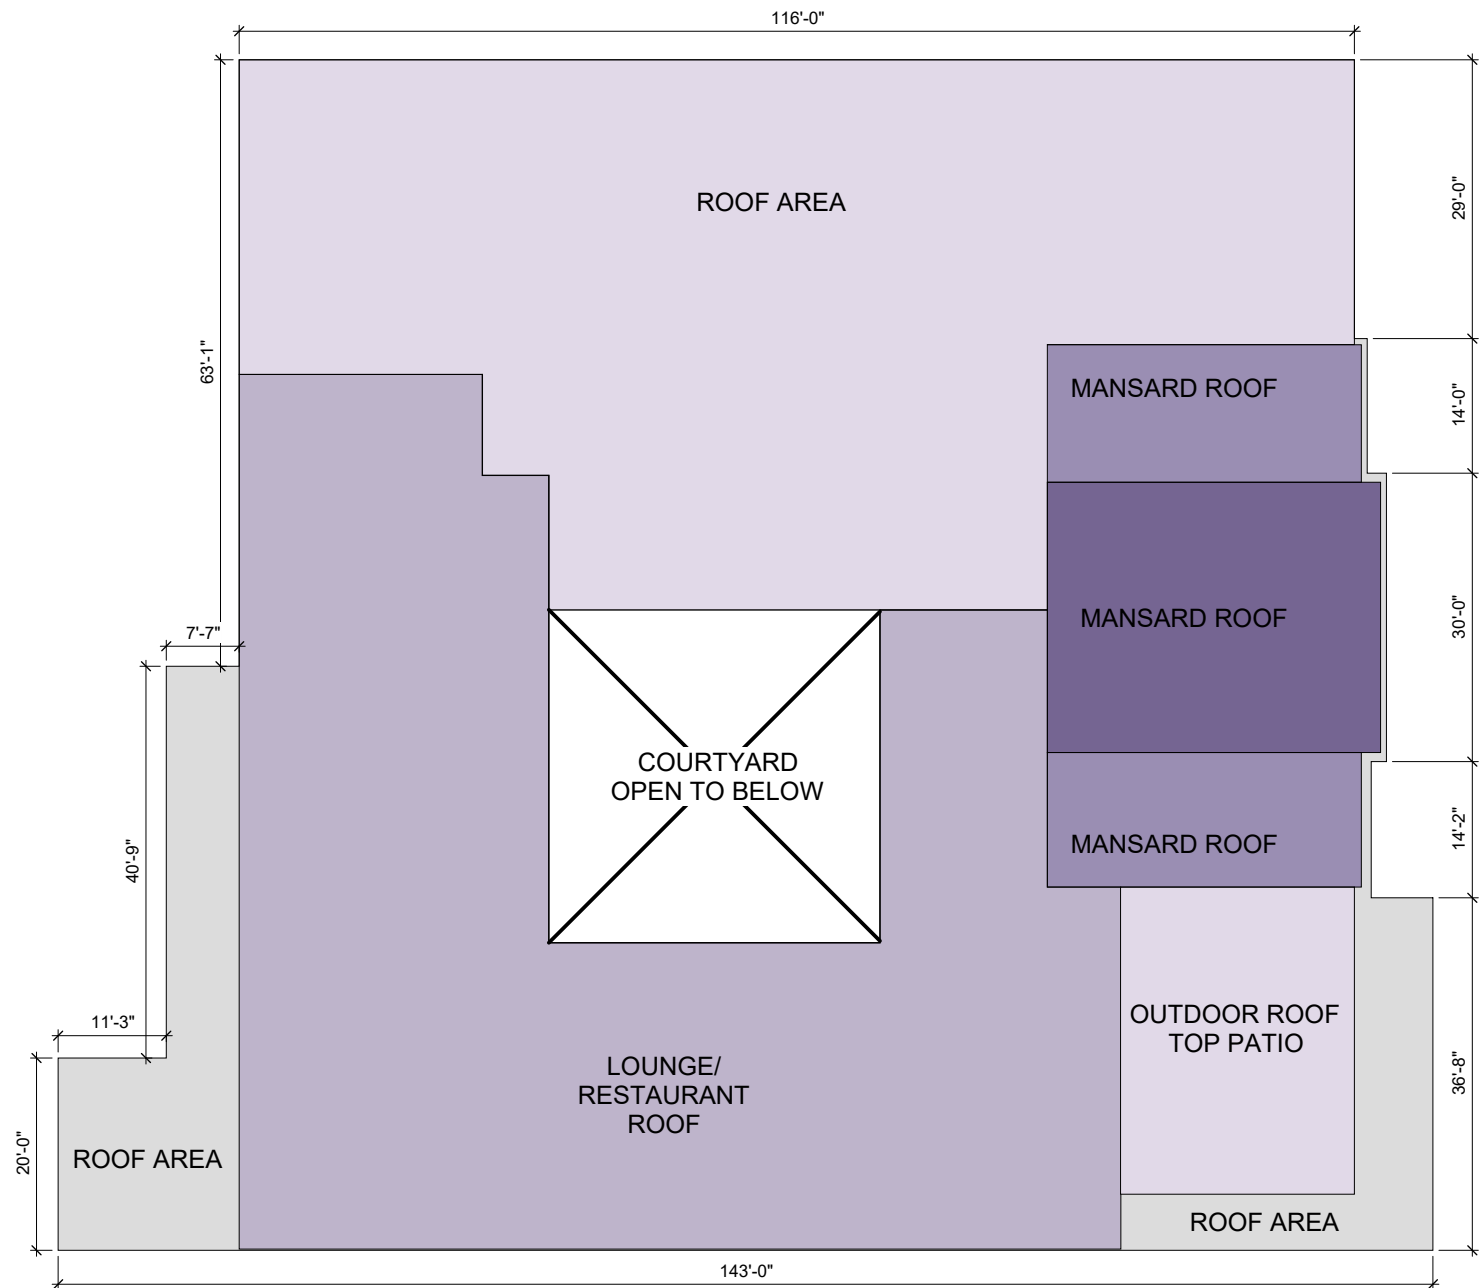 116'-0"
ROOF AREA
29'-0"
63'-1"
MANSARD ROOF
14'-0"
MANSARD ROOF
30'-0"
7'-7"
COURTYARD
OPEN TO BELOW
MANSARD ROOF
14'-2"
40'-9"
11'-3"
OUTDOOR ROOF
TOP PATIO
LOUNGE/
RESTAURANT
ROOF
36'-8"
20'-0"
ROOF AREA
ROOF AREA
143'-0"